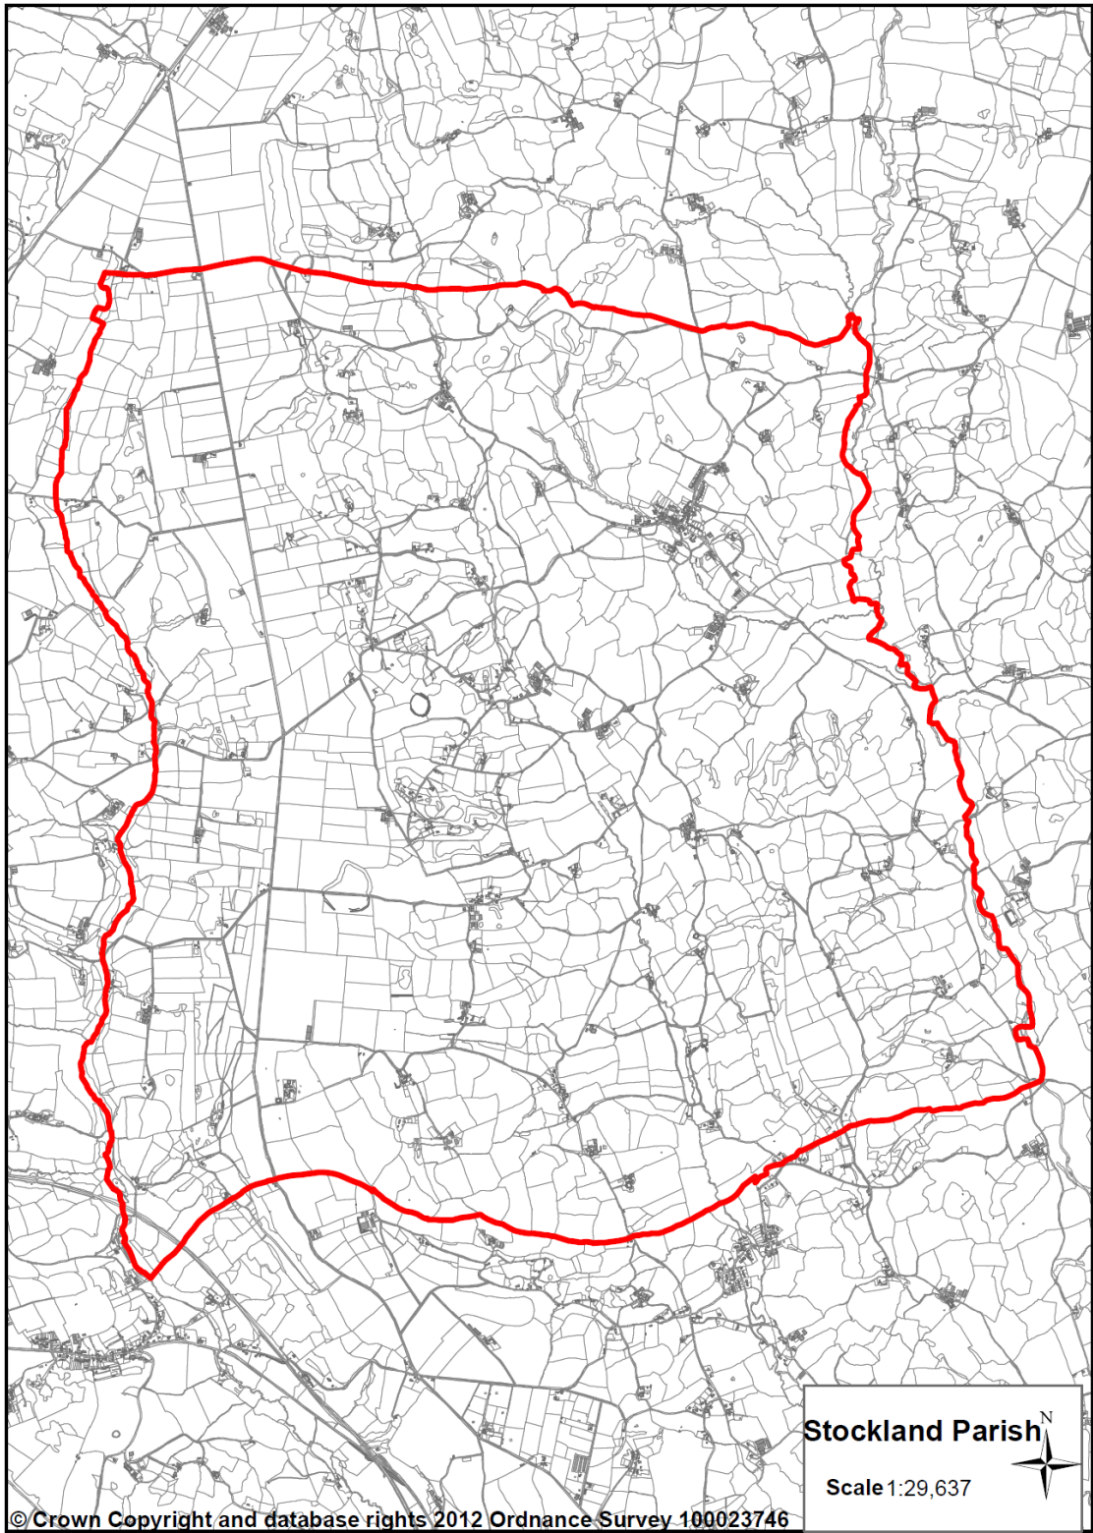 Stockland Parish
N
Scale 1:29,637
© Crown Copyright and database rights 2012 Ordnance Survey 100023746